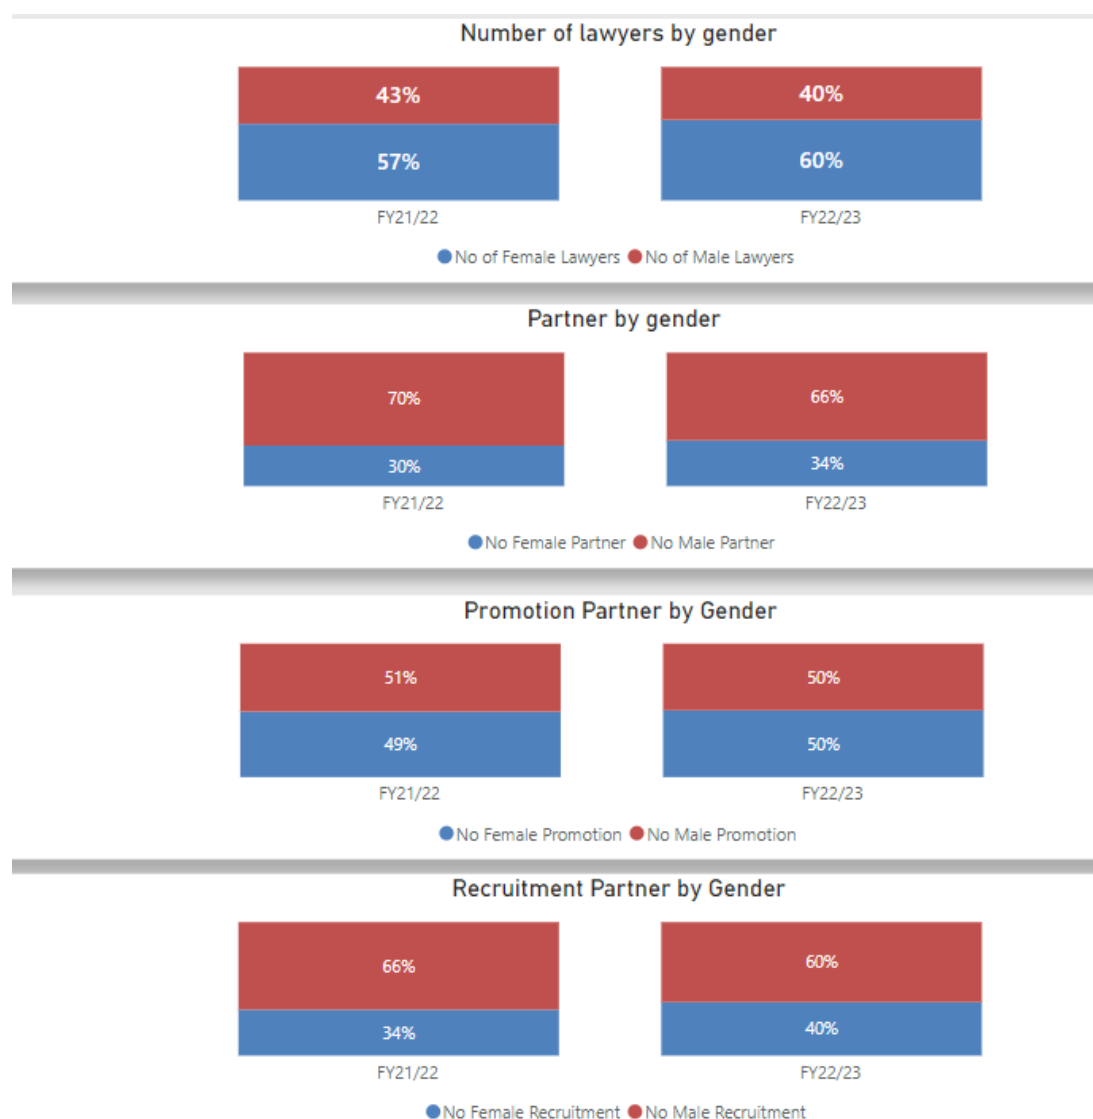 Number of lawyers by gender
43% 40%
57% 60%
FY21/22 FY22/23
No of Female Lawyers No of Male Lawyers
Partner by gender
70% 66%
30% 34%
FY21/22 FY22/23
No Female Partner No Male Partner
Promotion Partner by Gender
51% 50%
49% 50%
FY21/22 FY22/23
No Female Promotion No Male Promotion
Recruitment Partner by Gender
66% 60%
34% 40%
FY21/22 FY22/23
No Female Recruitment No Male Recruitment